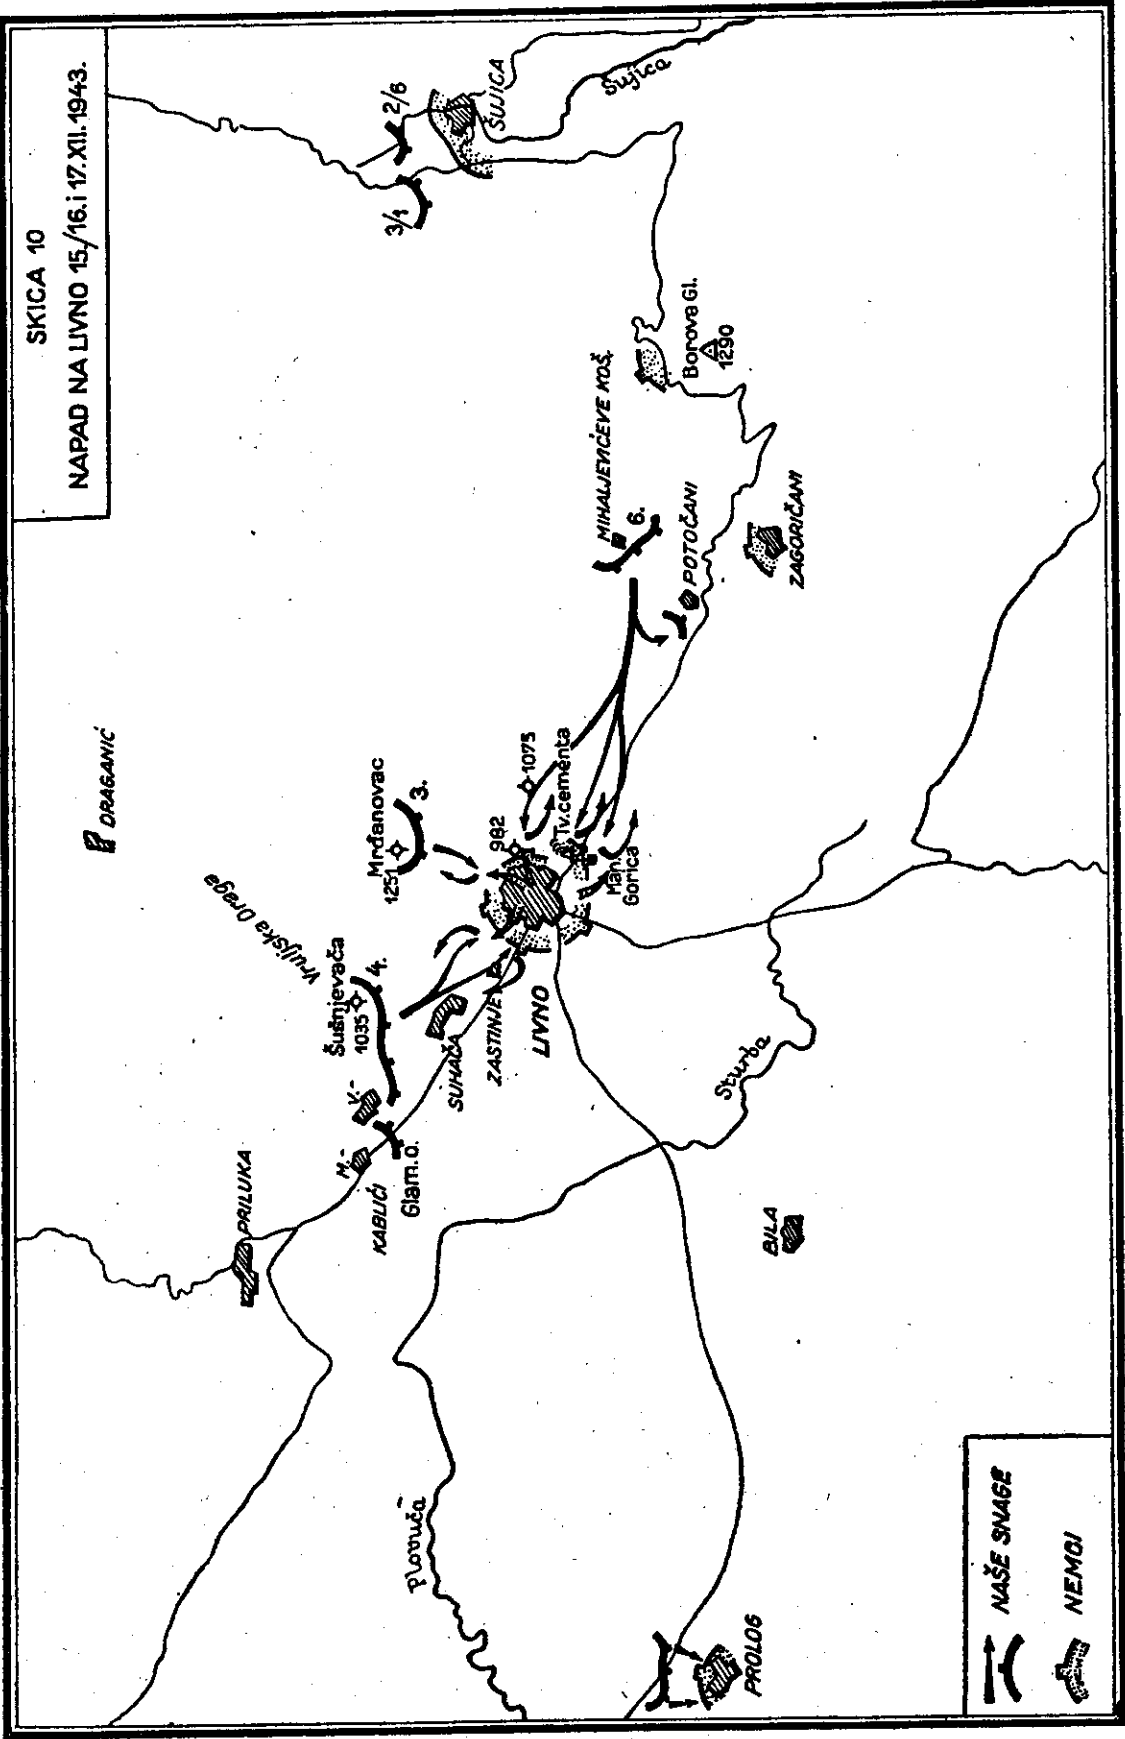 SKICA 10
NAPAD NA LIVNO 15./16. i 17. XII. 1943.
DRAGANIĆ
Vrujska Draga
PRILUKA
Šušnjevača
1035
4.
Mrđanovac
1251
3.
3/1
2/6
ŠUJICA
Šujica
V.-
M.-
KABLIĆI
Glam. o.
SUHAČA
ZASTINJE
LIVNO
982
1075
Tv. cementa
Man.
Gorica
MIHALJEVIĆEVE KOŠ.
6.
POTOČANI
Borova Gl.
1290
ZAGORIČANI
Plovuča
Sturba
BILA
PROLOG
NAŠE SNAGE
NEMCI